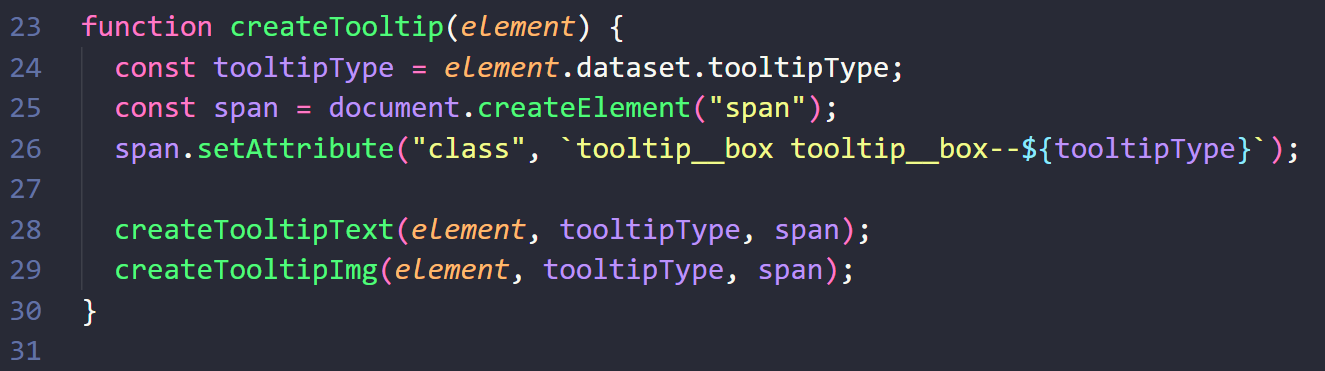 23 function createTooltip(element) {
24   const tooltipType = element.dataset.tooltipType;
25   const span = document.createElement("span");
26   span.setAttribute("class", `tooltip__box tooltip__box--${tooltipType}`);
27
28   createTooltipText(element, tooltipType, span);
29   createTooltipImg(element, tooltipType, span);
30 }
31